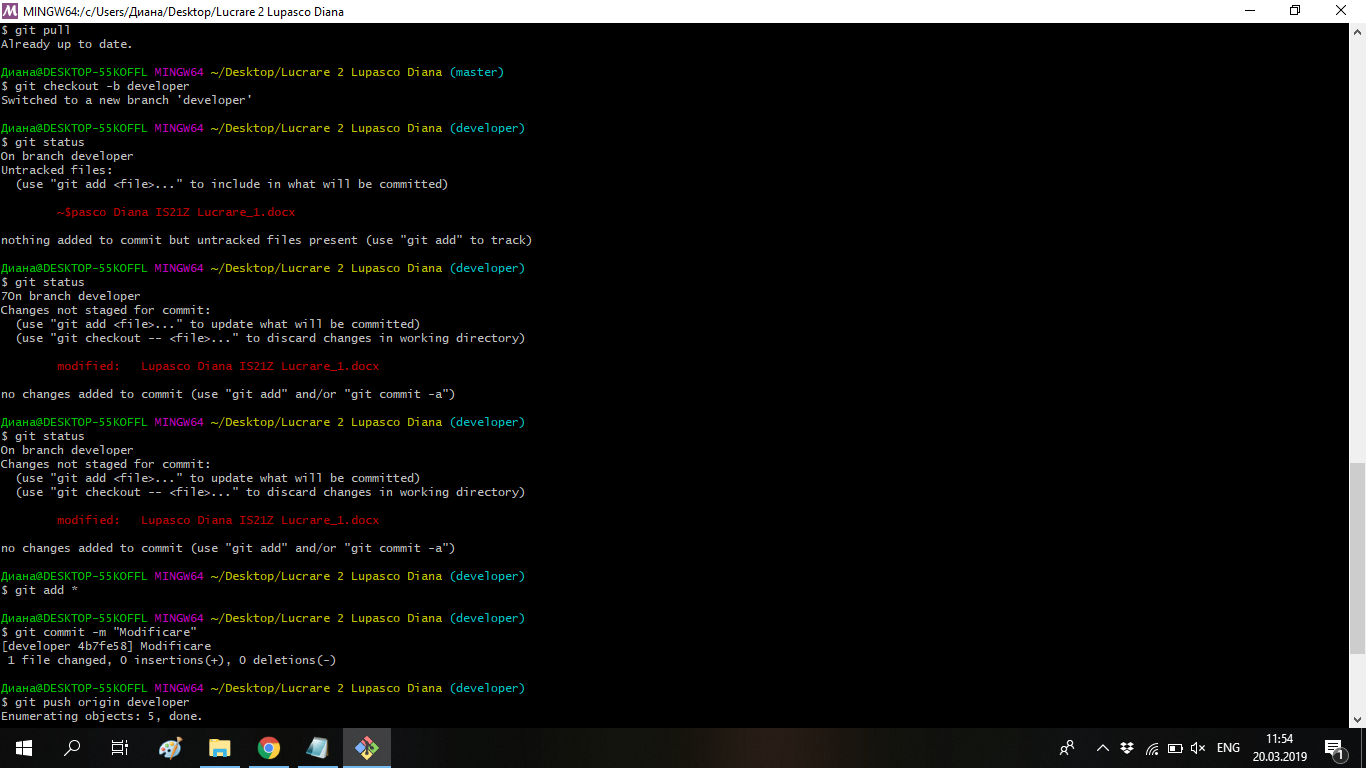 MINGW64:/c/Users/Диана/Desktop/Lucrare 2 Lupasco Diana
$ git pull
Already up to date.
Диана@DESKTOP-55KOFFL MINGW64 ~/Desktop/Lucrare 2 Lupasco Diana (master)
$ git checkout -b developer
Switched to a new branch 'developer'
Диана@DESKTOP-55KOFFL MINGW64 ~/Desktop/Lucrare 2 Lupasco Diana (developer)
$ git status
On branch developer
Untracked files:
  (use "git add <file>..." to include in what will be committed)
        ~$pasco Diana IS21Z Lucrare_1.docx
nothing added to commit but untracked files present (use "git add" to track)
Диана@DESKTOP-55KOFFL MINGW64 ~/Desktop/Lucrare 2 Lupasco Diana (developer)
$ git status
7On branch developer
Changes not staged for commit:
  (use "git add <file>..." to update what will be committed)
  (use "git checkout -- <file>..." to discard changes in working directory)
        modified:   Lupasco Diana IS21Z Lucrare_1.docx
no changes added to commit (use "git add" and/or "git commit -a")
Диана@DESKTOP-55KOFFL MINGW64 ~/Desktop/Lucrare 2 Lupasco Diana (developer)
$ git status
On branch developer
Changes not staged for commit:
  (use "git add <file>..." to update what will be committed)
  (use "git checkout -- <file>..." to discard changes in working directory)
        modified:   Lupasco Diana IS21Z Lucrare_1.docx
no changes added to commit (use "git add" and/or "git commit -a")
Диана@DESKTOP-55KOFFL MINGW64 ~/Desktop/Lucrare 2 Lupasco Diana (developer)
$ git add *
Диана@DESKTOP-55KOFFL MINGW64 ~/Desktop/Lucrare 2 Lupasco Diana (developer)
$ git commit -m "Modificare"
[developer 4b7fe58] Modificare
 1 file changed, 0 insertions(+), 0 deletions(-)
Диана@DESKTOP-55KOFFL MINGW64 ~/Desktop/Lucrare 2 Lupasco Diana (developer)
$ git push origin developer
Enumerating objects: 5, done.
ENG
11:54
20.03.2019
1